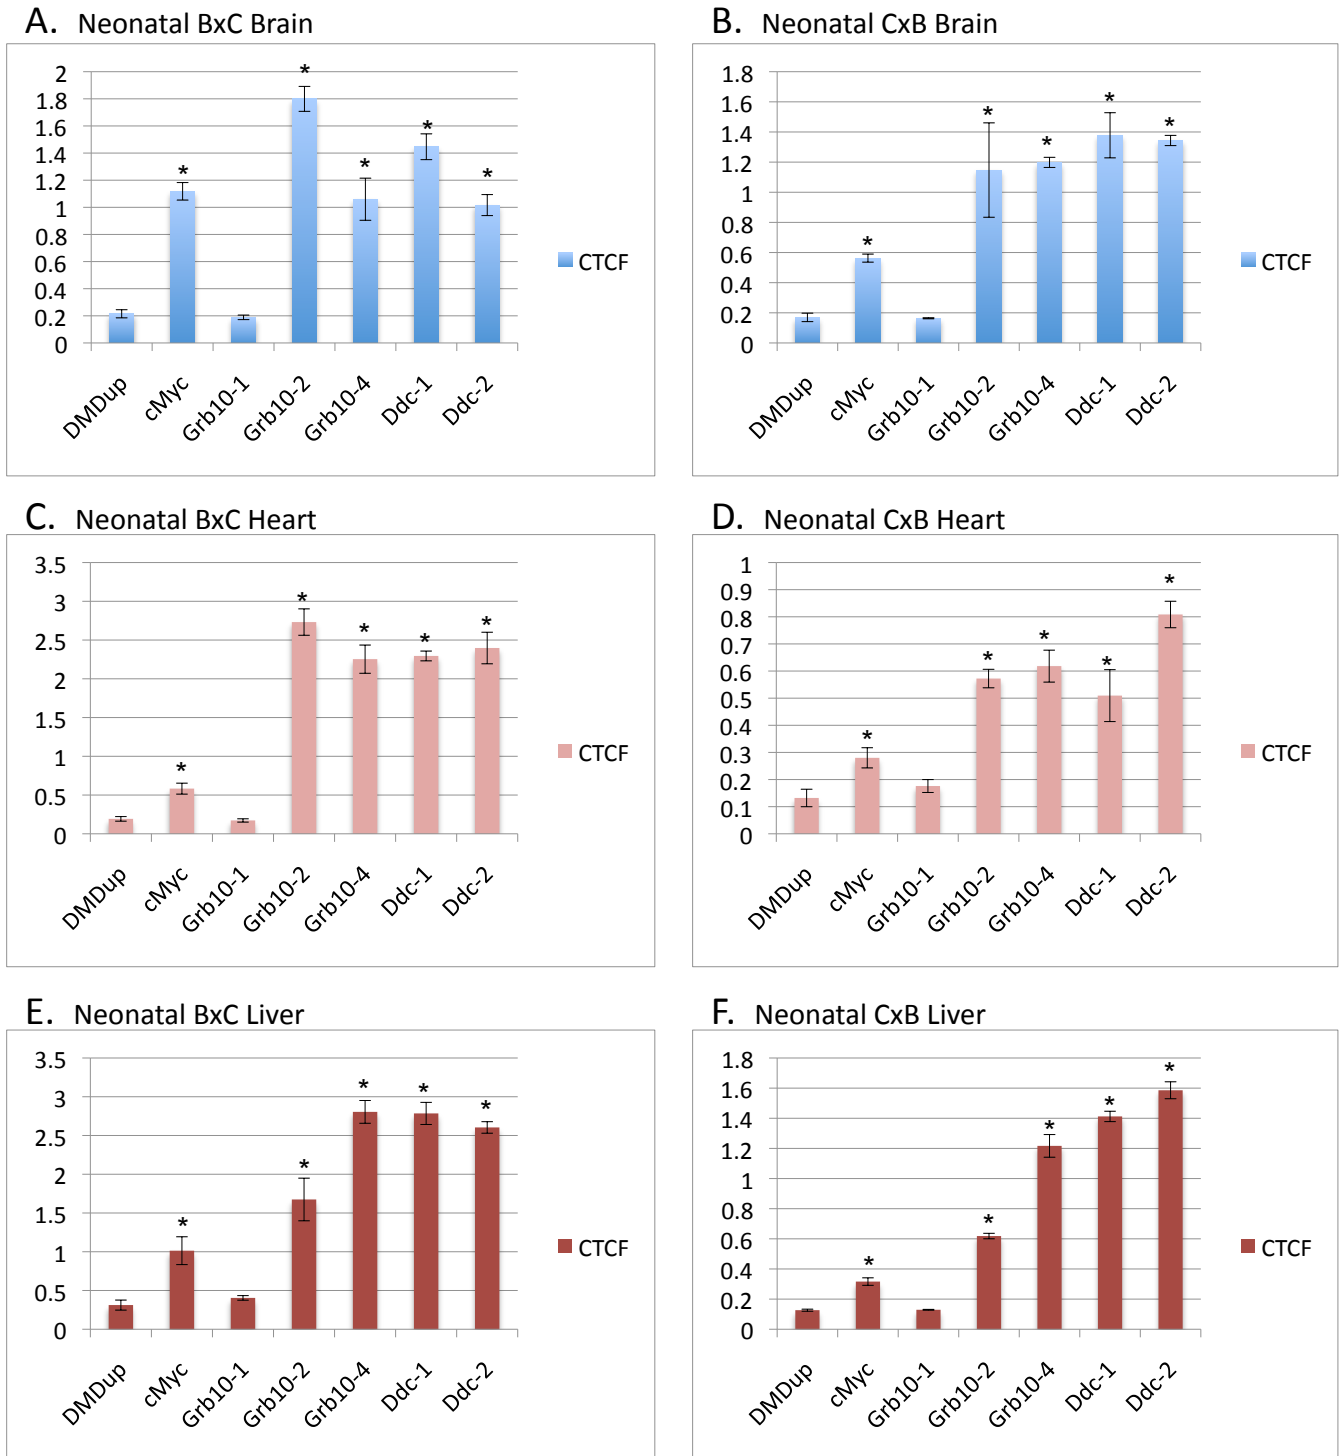 A. Neonatal BxC Brain
2
1.8
1.6
1.4
1.2
1
0.8
0.6
0.4
0.2
0
* * * * *
DMDup cMyc Grb10-1 Grb10-2 Grb10-4 Ddc-1 Ddc-2
CTCF
B. Neonatal CxB Brain
1.8
1.6
1.4
1.2
1
0.8
0.6
0.4
0.2
0
* * * * *
DMDup cMyc Grb10-1 Grb10-2 Grb10-4 Ddc-1 Ddc-2
CTCF
C. Neonatal BxC Heart
3.5
3
2.5
2
1.5
1
0.5
0
* * * * *
DMDup cMyc Grb10-1 Grb10-2 Grb10-4 Ddc-1 Ddc-2
CTCF
D. Neonatal CxB Heart
1
0.9
0.8
0.7
0.6
0.5
0.4
0.3
0.2
0.1
0
* * * * *
DMDup cMyc Grb10-1 Grb10-2 Grb10-4 Ddc-1 Ddc-2
CTCF
E. Neonatal BxC Liver
3.5
3
2.5
2
1.5
1
0.5
0
* * * * *
DMDup cMyc Grb10-1 Grb10-2 Grb10-4 Ddc-1 Ddc-2
CTCF
F. Neonatal CxB Liver
1.8
1.6
1.4
1.2
1
0.8
0.6
0.4
0.2
0
* * * * *
DMDup cMyc Grb10-1 Grb10-2 Grb10-4 Ddc-1 Ddc-2
CTCF